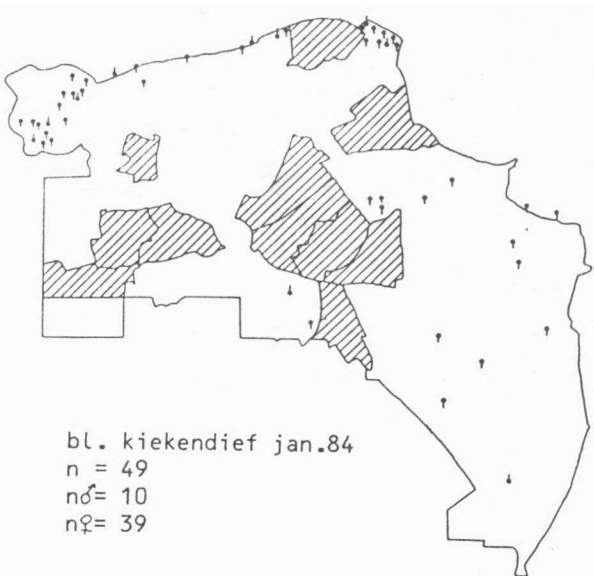 bl. kiekendief jan.84
n = 49
n♂= 10
n♀= 39